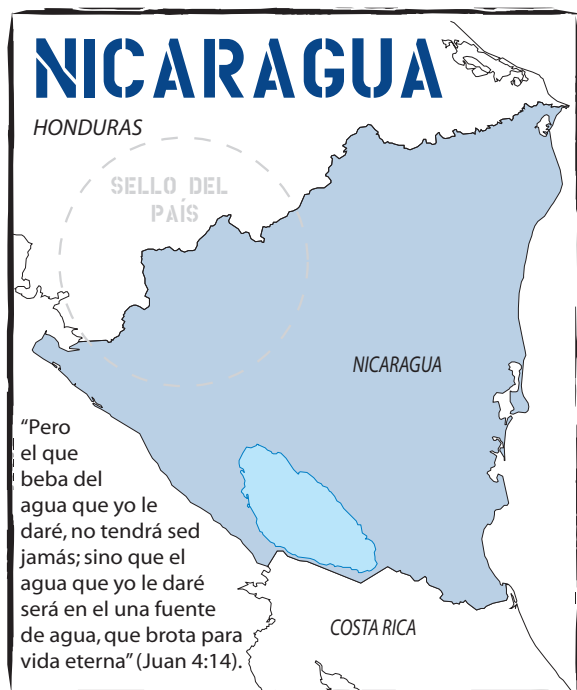 NICARAGUA
HONDURAS
SELLO DEL
PAÍS
NICARAGUA
“Pero
el que
beba del
agua que yo le
daré, no tendrá sed
jamás; sino que el
agua que yo le daré
será en el una fuente
de agua, que brota para
vida eterna” (Juan 4:14).
COSTA RICA